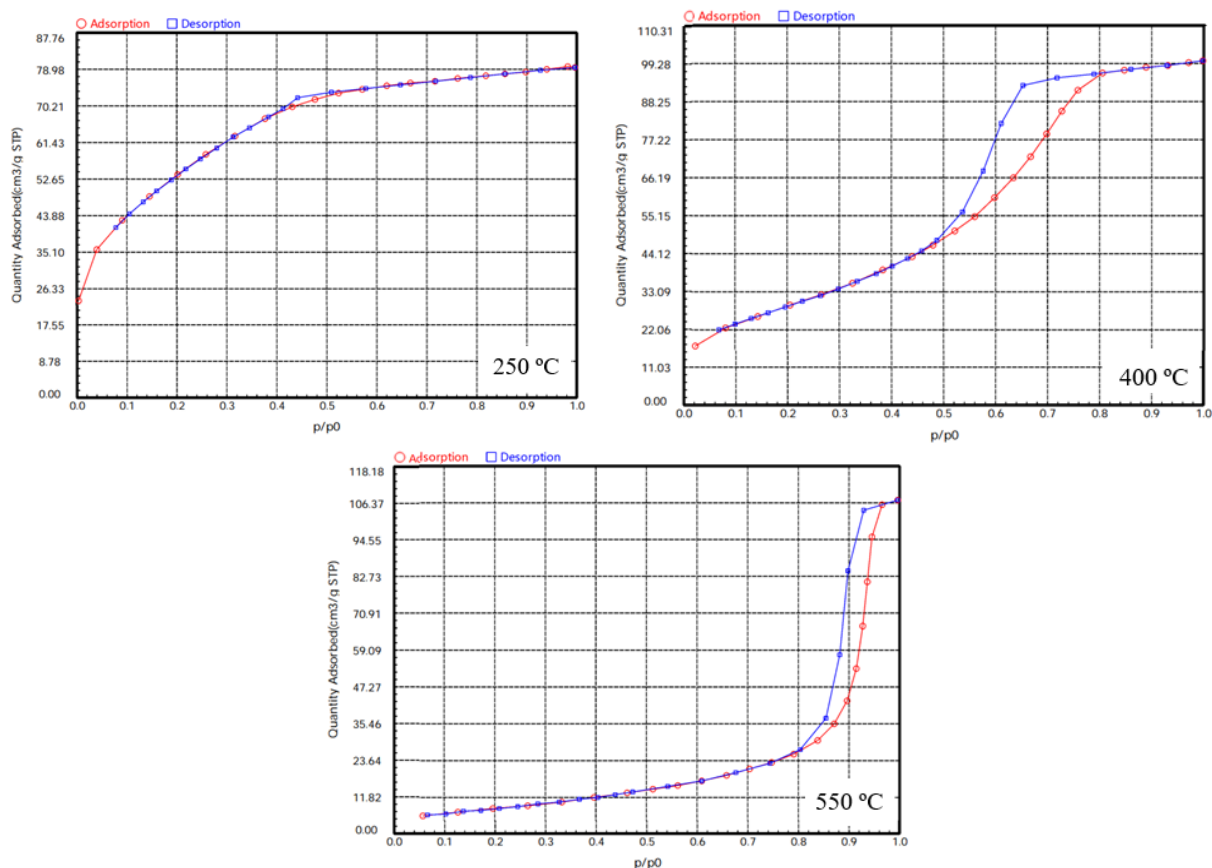 Adsorption Desorption
87.76
78.98
70.21
61.43
52.65
43.88
35.10
26.33
17.55
8.78
0.00
Quantity Adsorbed(cm3/g STP)
250 ºC
0.0 0.1 0.2 0.3 0.4 0.5 0.6 0.7 0.8 0.9 1.0
p/p0
Adsorption Desorption
110.31
99.28
88.25
77.22
66.19
55.15
44.12
33.09
22.06
11.03
0.00
Quantity Adsorbed(cm3/g STP)
400 ºC
0.0 0.1 0.2 0.3 0.4 0.5 0.6 0.7 0.8 0.9 1.0
p/p0
Adsorption Desorption
118.18
106.37
94.55
82.73
70.91
59.09
47.27
35.46
23.64
11.82
0.00
Quantity Adsorbed(cm3/g STP)
550 ºC
0.0 0.1 0.2 0.3 0.4 0.5 0.6 0.7 0.8 0.9 1.0
p/p0